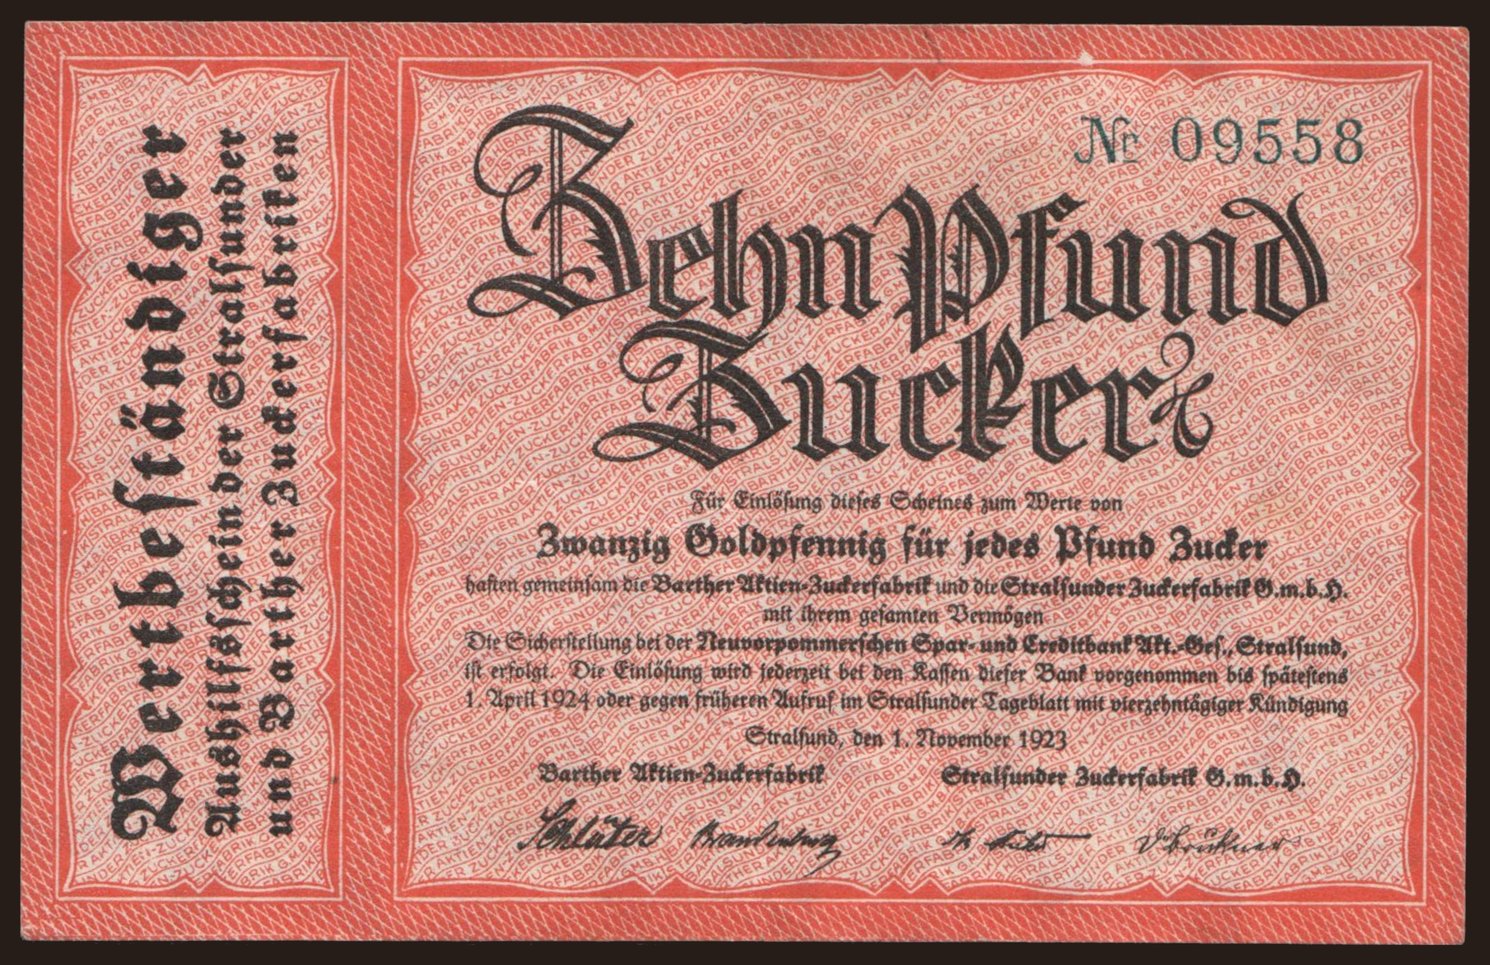 Wertbeständiger
Aushilfsschein der Stralsunder
und Barther Zuckerfabriken
Nr 09558
Zehn Pfund
Zucker
Für Einlösung dieses Scheines zum Werte von
Zwanzig Goldpfennig für jedes Pfund Zucker
haften gemeinsam die Barther Aktien-Zuckerfabrik und die Stralsunder Zuckerfabrik G.m.b.H.
mit ihrem gesamten Vermögen
Die Sicherstellung bei der Neuvorpommerschen Spar- und Creditbank Akt.-Ges., Stralsund,
ist erfolgt. Die Einlösung wird jederzeit bei den Kassen dieser Bank vorgenommen bis spätestens
1. April 1924 oder gegen früheren Aufruf im Stralsunder Tageblatt mit vierzehntägiger Kündigung
Stralsund, den 1. November 1923
Barther Aktien-Zuckerfabrik
Stralsunder Zuckerfabrik G.m.b.H.
Schlüter Brandenburg